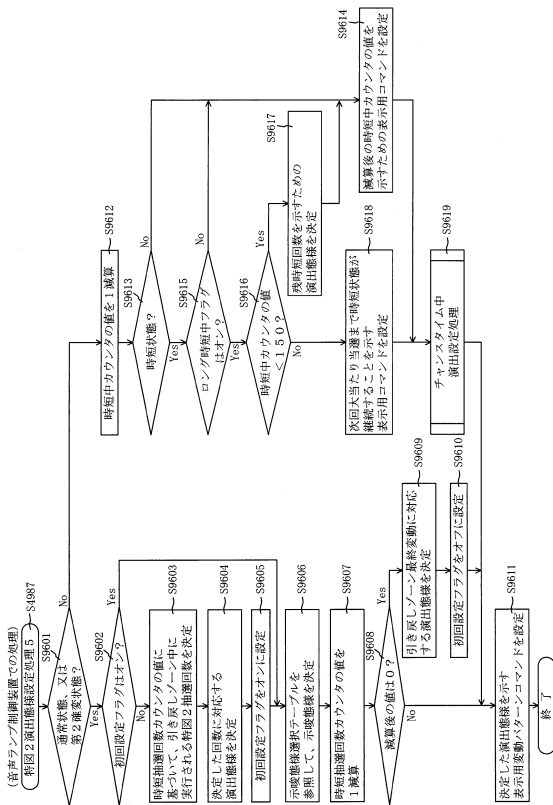 (音声ランプ制御装置での処理)
特図2演出態様設定処理5
S4987
S9601
通常状態、又は
第2確変状態?
No
Yes
S9602
初回設定フラグはオン?
Yes
No
S9603
時短抽選回数カウンタの値に
基づいて、引き戻しゾーン中に
実行される特図2抽選回数を決定
S9604
決定した回数に対応する
演出態様を決定
S9605
初回設定フラグをオンに設定
S9606
示唆態様選択テーブルを
参照して、示唆態様を決定
S9607
時短抽選回数カウンタの値を
1減算
S9608
減算後の値は0?
Yes
No
S9609
引き戻しゾーン最終変動に対応
する演出態様を決定
S9610
初回設定フラグをオフに設定
S9611
決定した演出態様を示す
表示用変動パターンコマンドを設定
終了
S9612
時短中カウンタの値を1減算
S9613
時短状態?
No
Yes
S9615
ロング時短中フラグ
はオン?
No
Yes
S9616
時短中カウンタの値
<150?
Yes
No
S9617
残時短回数を示すための
演出態様を決定
S9614
減算後の時短中カウンタの値を
示すための表示用コマンドを設定
S9618
次回大当たり当選まで時短状態が
継続することを示す
表示用コマンドを設定
S9619
チャンスタイム中
演出設定処理